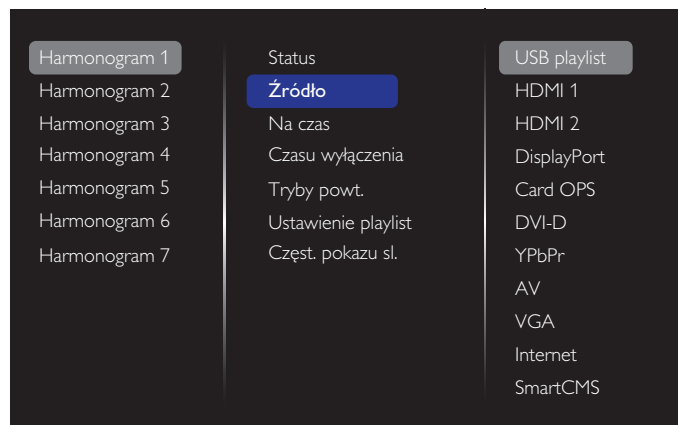 Harmonogram 1
Harmonogram 2
Harmonogram 3
Harmonogram 4
Harmonogram 5
Harmonogram 6
Harmonogram 7
Status
Źródło
Na czas
Czasu wyłączenia
Tryby powt.
Ustawienie playlist
Częst. pokazu sl.
USB playlist
HDMI 1
HDMI 2
DisplayPort
Card OPS
DVI-D
YPbPr
AV
VGA
Internet
SmartCMS